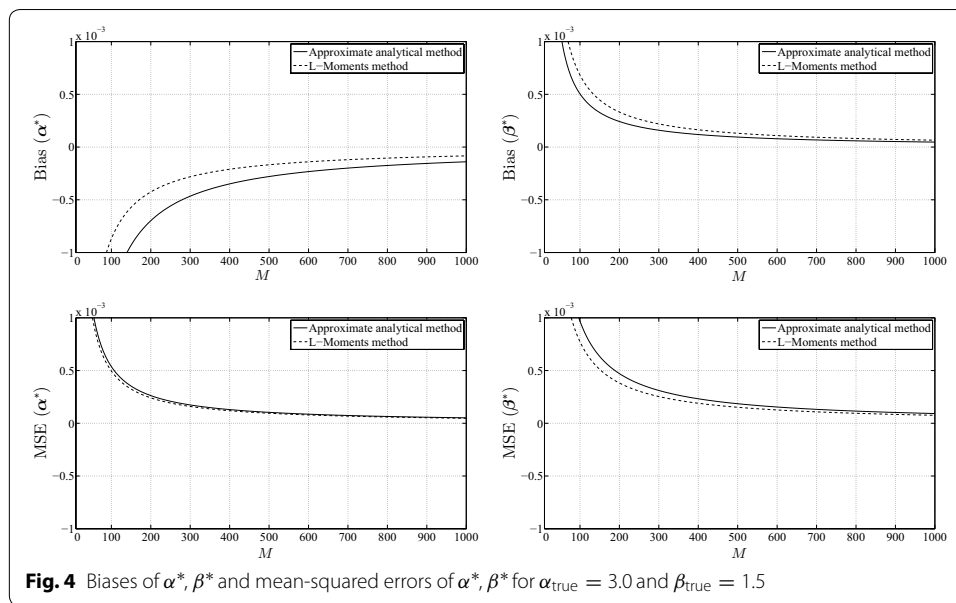 x 10⁻³
1
0.5
0
−0.5
−1
Bias (α*)
Approximate analytical method
L−Moments method
0 100 200 300 400 500 600 700 800 900 1000
M
x 10⁻³
1
0.5
0
−0.5
−1
Bias (β*)
Approximate analytical method
L−Moments method
0 100 200 300 400 500 600 700 800 900 1000
M
x 10⁻³
1
0.5
0
−0.5
−1
MSE (α*)
Approximate analytical method
L−Moments method
0 100 200 300 400 500 600 700 800 900 1000
M
x 10⁻³
1
0.5
0
−0.5
−1
MSE (β*)
Approximate analytical method
L−Moments method
0 100 200 300 400 500 600 700 800 900 1000
M
Fig. 4 Biases of α*, β* and mean-squared errors of α*, β* for α_true = 3.0 and β_true = 1.5